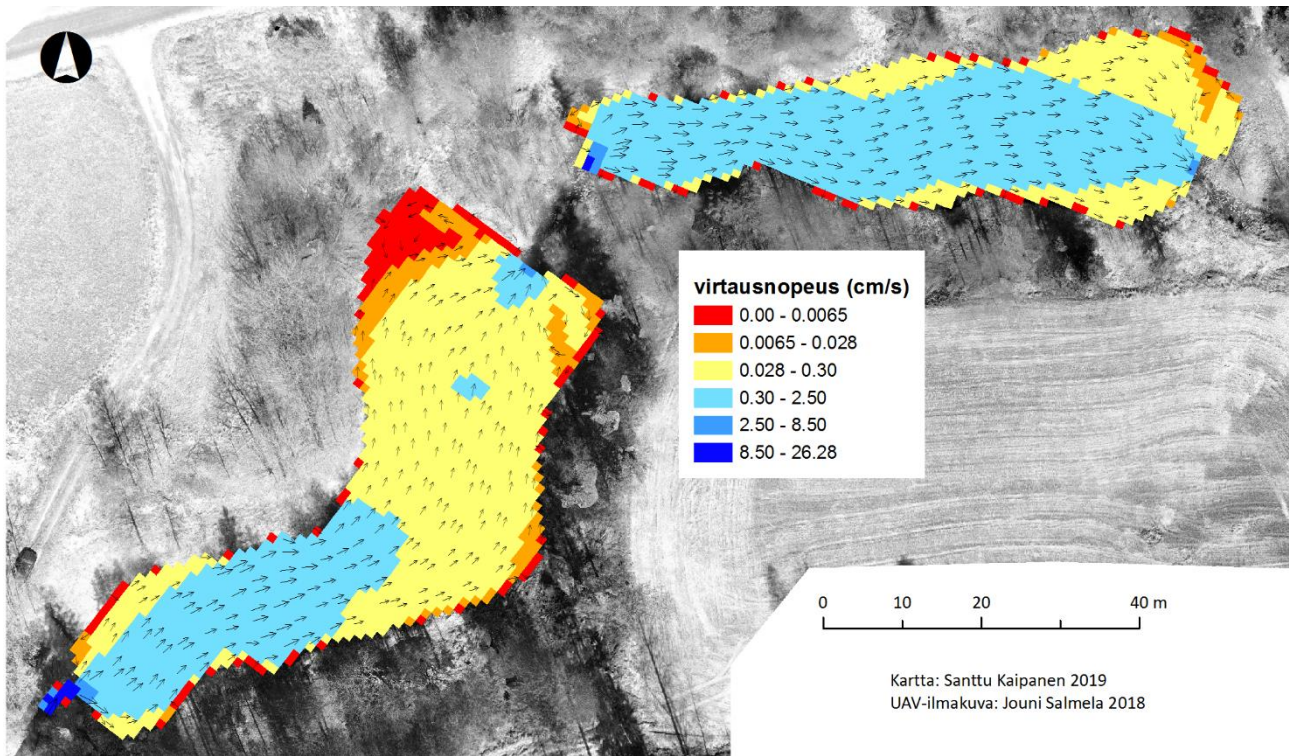 virtausnopeus (cm/s)
0.00 - 0.0065
0.0065 - 0.028
0.028 - 0.30
0.30 - 2.50
2.50 - 8.50
8.50 - 26.28
0 10 20 40 m
Kartta: Santtu Kaipanen 2019
UAV-ilmakuva: Jouni Salmela 2018